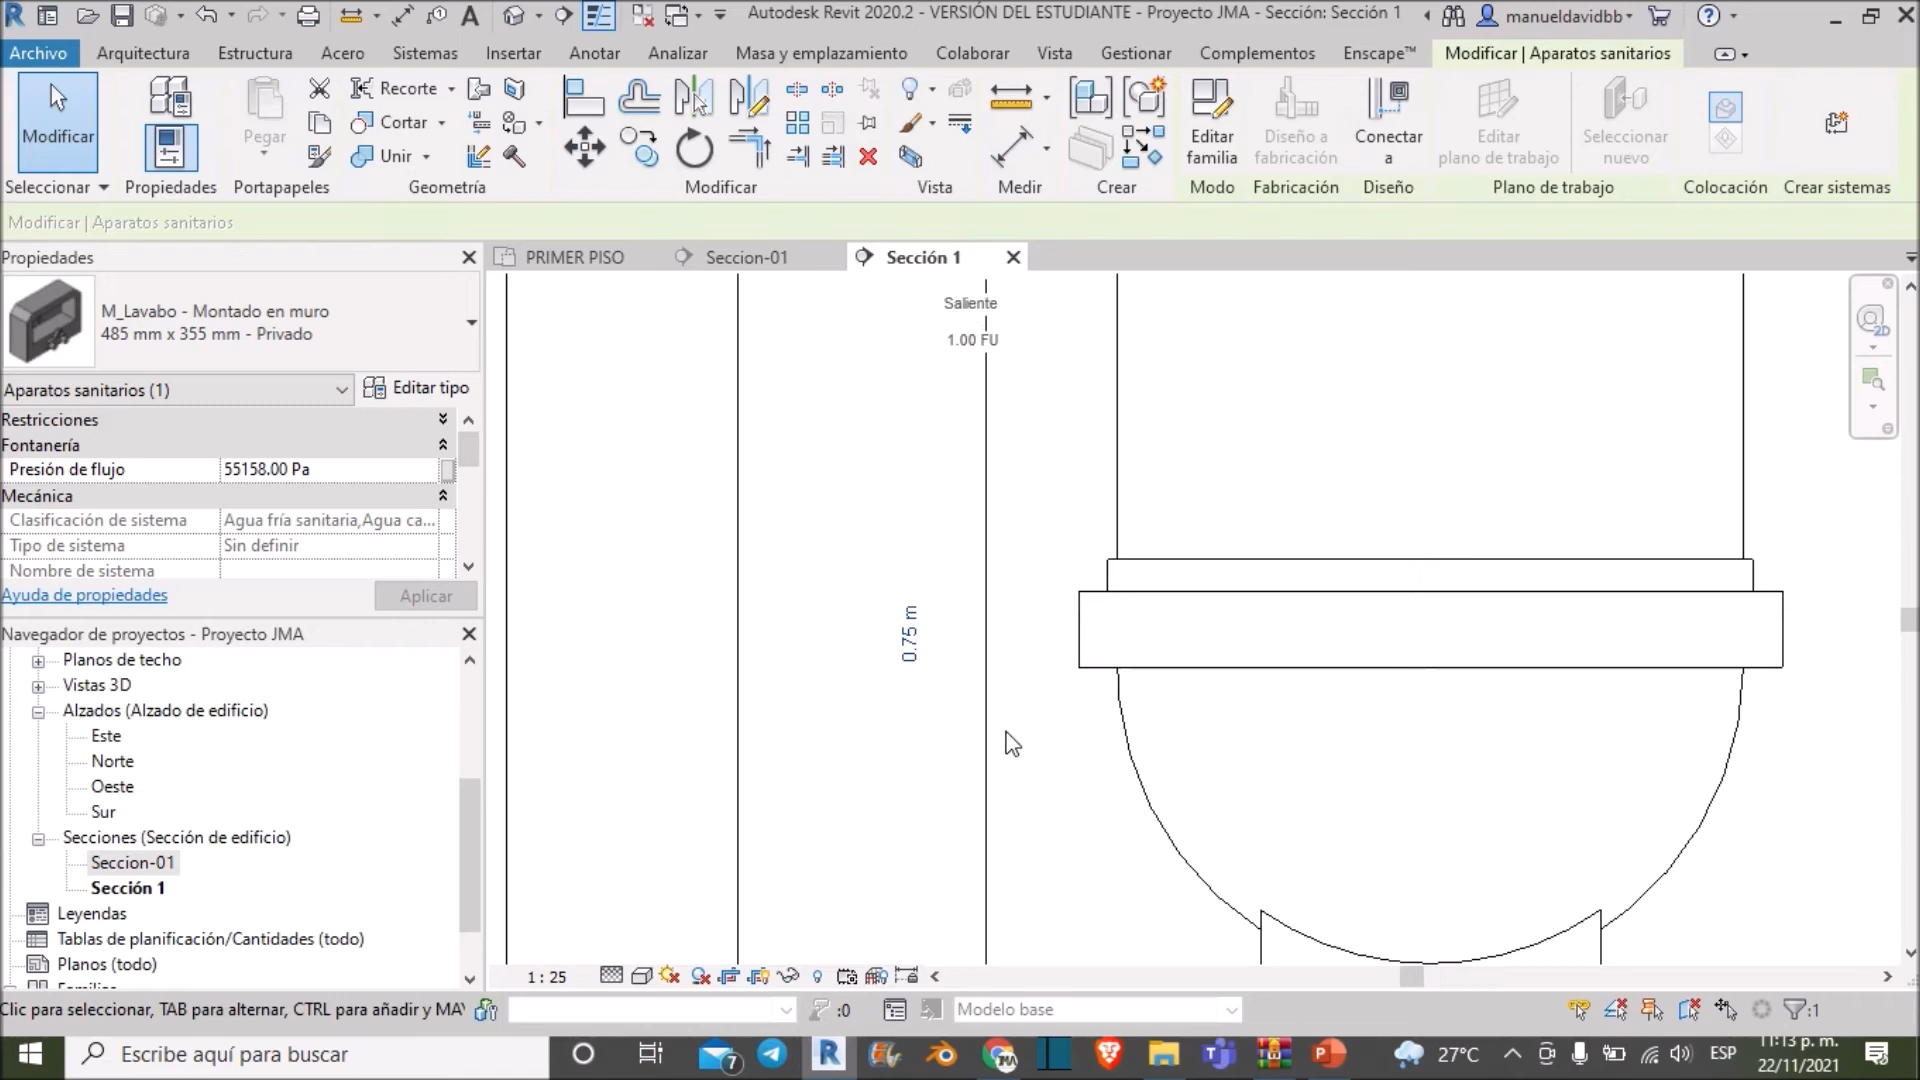 Autodesk Revit 2020.2 - VERSIÓN DEL ESTUDIANTE - Proyecto JMA - Sección: Sección 1
manueldavidbb
Archivo Arquitectura Estructura Acero Sistemas Insertar Anotar Analizar Masa y emplazamiento Colaborar Vista Gestionar Complementos Enscape™ Modificar | Aparatos sanitarios
Modificar
Pegar
Recorte
Cortar
Unir
Editar
familia
Diseño a
fabricación
Conectar
a
Editar
plano de trabajo
Seleccionar
nuevo
Seleccionar Propiedades Portapapeles Geometría Modificar Vista Medir Crear Modo Fabricación Diseño Plano de trabajo Colocación Crear sistemas
Modificar | Aparatos sanitarios
Propiedades
M_Lavabo - Montado en muro
485 mm x 355 mm - Privado
Aparatos sanitarios (1)
Editar tipo
Restricciones
Fontanería
Presión de flujo 55158.00 Pa
Mecánica
Clasificación de sistema Agua fría sanitaria,Agua ca...
Tipo de sistema Sin definir
Nombre de sistema
Ayuda de propiedades
Aplicar
Navegador de proyectos - Proyecto JMA
Planos de techo
Vistas 3D
Alzados (Alzado de edificio)
Este
Norte
Oeste
Sur
Secciones (Sección de edificio)
Seccion-01
Sección 1
Leyendas
Tablas de planificación/Cantidades (todo)
Planos (todo)
PRIMER PISO
Seccion-01
Sección 1
Saliente
1.00 FU
0.75 m
2D
1 : 25
Clic para seleccionar, TAB para alternar, CTRL para añadir y MA
:0
Modelo base
:1
Escribe aquí para buscar
7
JMA
27°C
ESP
11:13 p. m.
22/11/2021